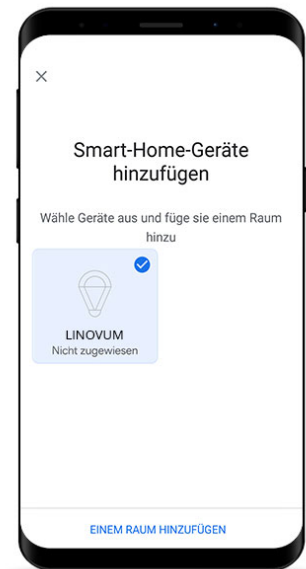 Smart-Home-Geräte
hinzufügen
Wähle Geräte aus und füge sie einem Raum
hinzu
LINOVUM
Nicht zugewiesen
EINEM RAUM HINZUFÜGEN